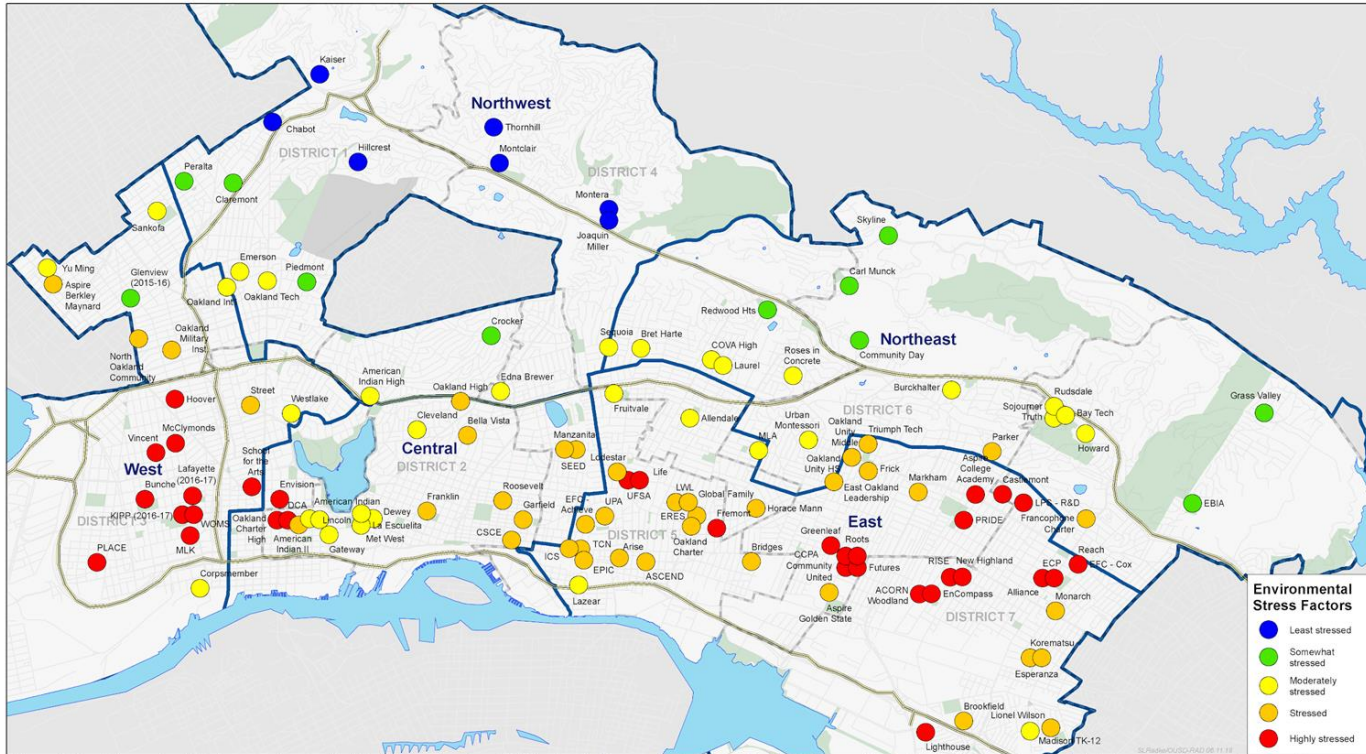 Kaiser
Northwest
Chabot
Thornhill
DISTRICT 1
Hillcrest
Montclair
Peralta
DISTRICT 4
Claremont
Montera
Sankofa
Skyline
Joaquin
Miller
Yu Ming
Glenview
(2015-16)
Emerson
Piedmont
Carl Munck
Aspire
Berkley
Maynard
Oakland Int.
Oakland Tech
Redwood Hts
Crocker
Northeast
Oakland
Military
Inst.
Sequoia
Bret Harte
COVA High
Roses in
Concrete
Community Day
North
Oakland
Community
Laurel
American
Indian High
Oakland High
Edna Brewer
Burckhalter
Hoover
Street
Westlake
Fruitvale
Rudsdale
Grass Valley
Cleveland
Bella Vista
Allendale
DISTRICT 6
Sojourner
Truth
Bay Tech
McClymonds
Urban
Montessori
Oakland
Unity
Middle
Triumph Tech
Howard
Vincent
Central
Manzanita
MLA
Parker
West
School
for the
Arts
DISTRICT 2
SEED
Lodestar
Life
Oakland
Unity HS
Frick
Aspire
College
Academy
Lafayette
(2016-17)
Bunche
Envision
Roosevelt
UFSA
East Oakland
Leadership
Markham
Castlemont
DCA
American Indian
Dewey
Franklin
EFC -
Achieve
UPA
LWL
Global Family
LPS - R&D
KIPP (2016-17)
DISTRICT 3
WOMS
Oakland
Charter
High
Lincoln
La Escuelita
Garfield
ERES
Fremont
Horace Mann
East
PRIDE
Francophone
Charter
American
Indian II
Met West
DISTRICT 5
Oakland
Charter
Greenleaf
Roots
MLK
Gateway
CSCE
TCN
Arise
Bridges
CCPA
Community
United
Futures
RISE
New Highland
Reach
PLACE
ICS
EPIC
ASCEND
ECP
EFC - Cox
EBIA
Corpsmember
Lazear
Aspire
Golden State
ACORN
Woodland
EnCompass
Alliance
Monarch
DISTRICT 7
Korematsu
Esperanza
Brookfield
Lionel Wilson
Madison TK-12
Lighthouse
Environmental
Stress Factors
Least stressed
Somewhat
stressed
Moderately
stressed
Stressed
Highly stressed